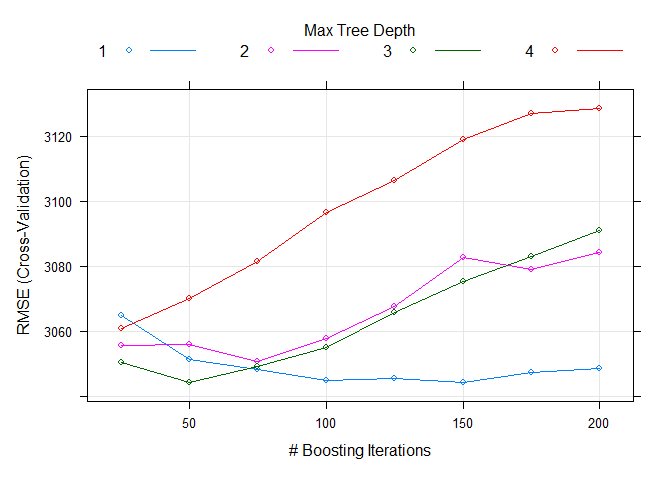 Max Tree Depth
1 2 3 4
3120
3100
3080
3060
RMSE (Cross-Validation)
50 100 150 200
# Boosting Iterations